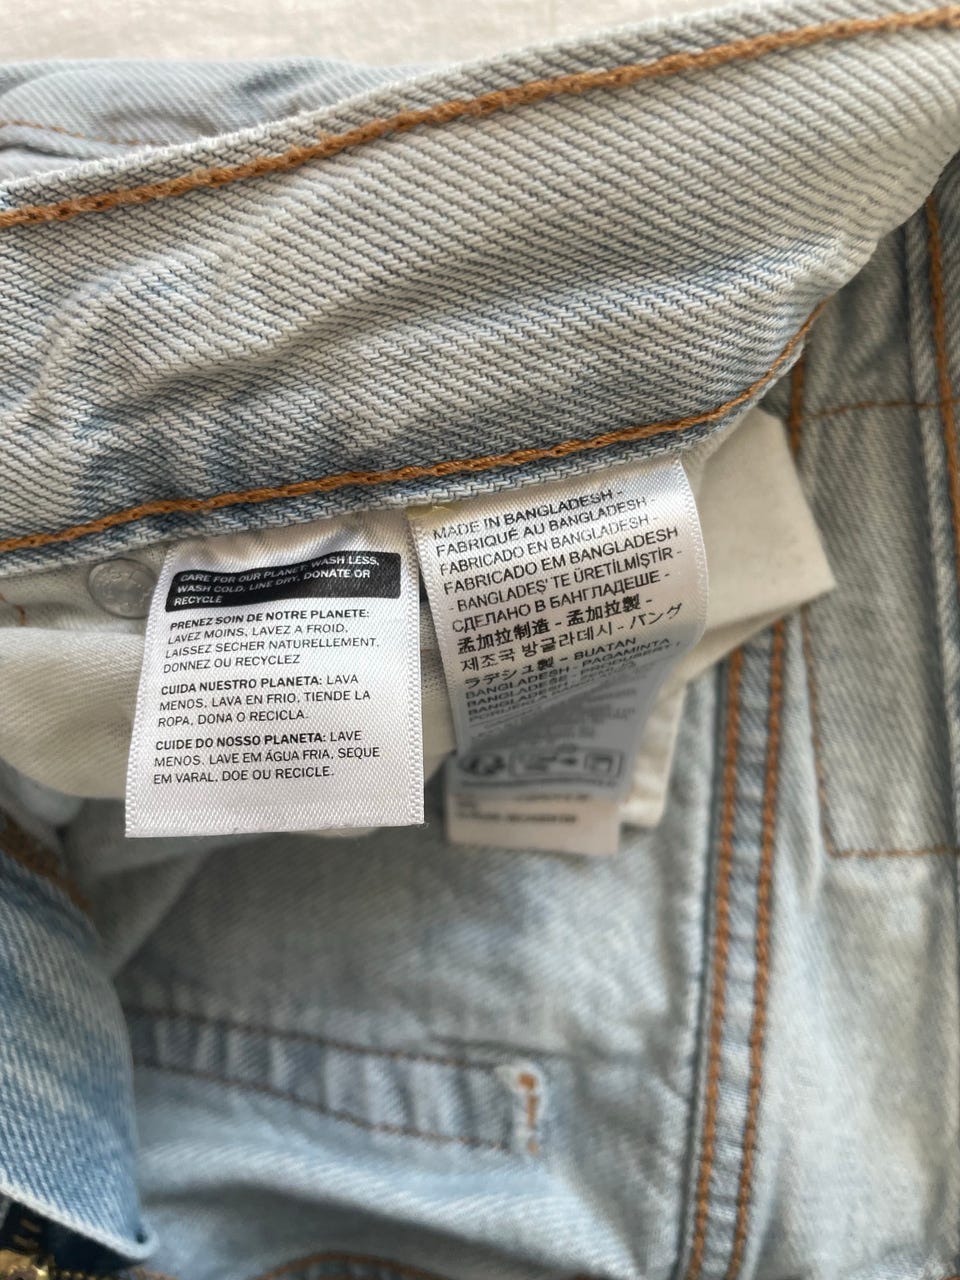 CARE FOR OUR PLANET: WASH LESS,
WASH COLD, LINE DRY, DONATE OR
RECYCLE
PRENEZ SOIN DE NOTRE PLANETE:
LAVEZ MOINS, LAVEZ A FROID,
LAISSEZ SECHER NATURELLEMENT,
DONNEZ OU RECYCLEZ
CUIDA NUESTRO PLANETA: LAVA
MENOS, LAVA EN FRIO, TIENDE LA
ROPA, DONA O RECICLA.
CUIDE DO NOSSO PLANETA: LAVE
MENOS, LAVE EM ÁGUA FRIA, SEQUE
EM VARAL, DOE OU RECICLE.
MADE IN BANGLADESH -
FABRIQUÉ AU BANGLADESH -
FABRICADO EN BANGLADESH -
FABRICADO EM BANGLADESH
- BANGLADEŞ' TE ÜRETİLMİŞTİR -
СДЕЛАНО В БАНГЛАДЕШЕ -
孟加拉制造 - 孟加拉製 -
제조국 방글라데시 - バング
ラデシュ製 - BUATAN
BANGLADESH - PAGAMINTA
BANGLADEŠE -